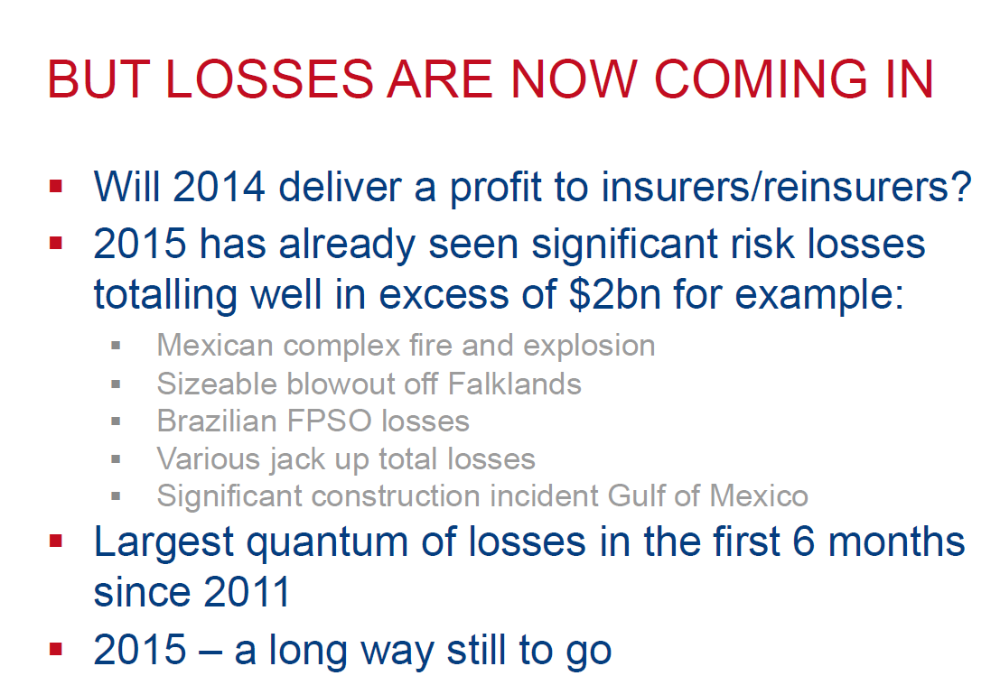 BUT LOSSES ARE NOW COMING IN
▪ Will 2014 deliver a profit to insurers/reinsurers?
▪ 2015 has already seen significant risk losses
totalling well in excess of $2bn for example:
▪ Mexican complex fire and explosion
▪ Sizeable blowout off Falklands
▪ Brazilian FPSO losses
▪ Various jack up total losses
▪ Significant construction incident Gulf of Mexico
▪ Largest quantum of losses in the first 6 months
since 2011
▪ 2015 – a long way still to go